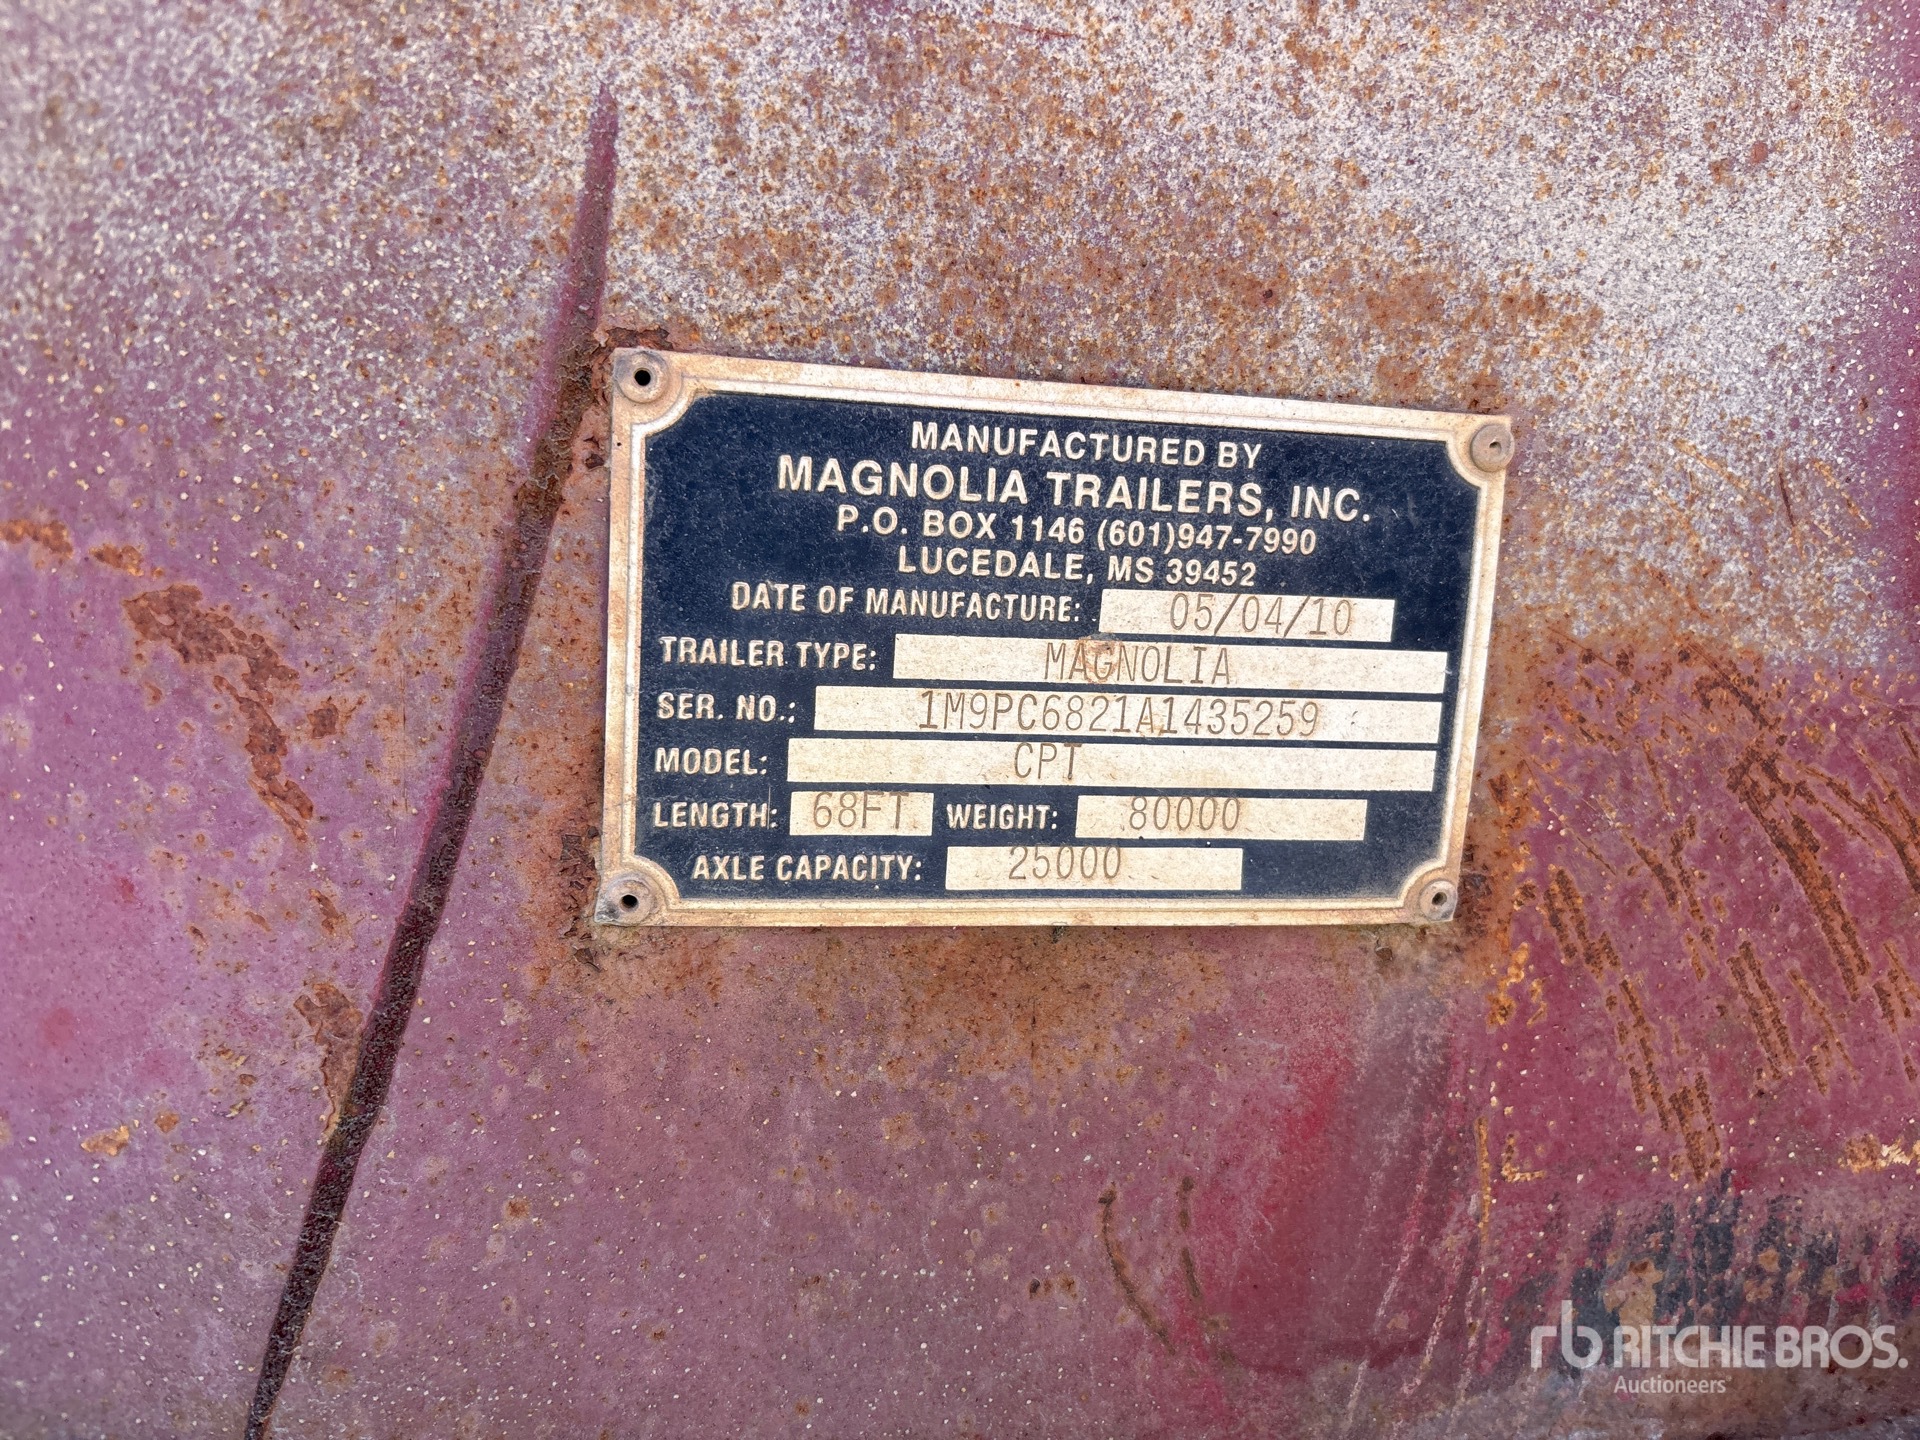 MANUFACTURED BY
MAGNOLIA TRAILERS, INC.
P.O. BOX 1146 (601)947-7990
LUCEDALE, MS 39452
DATE OF MANUFACTURE: 05/04/10
TRAILER TYPE: MAGNOLIA
SER. NO.: 1M9PC6821A1435259
MODEL: CPT
LENGTH: 68FT WEIGHT: 80000
AXLE CAPACITY: 25000
rb RITCHIE BROS.
Auctioneers